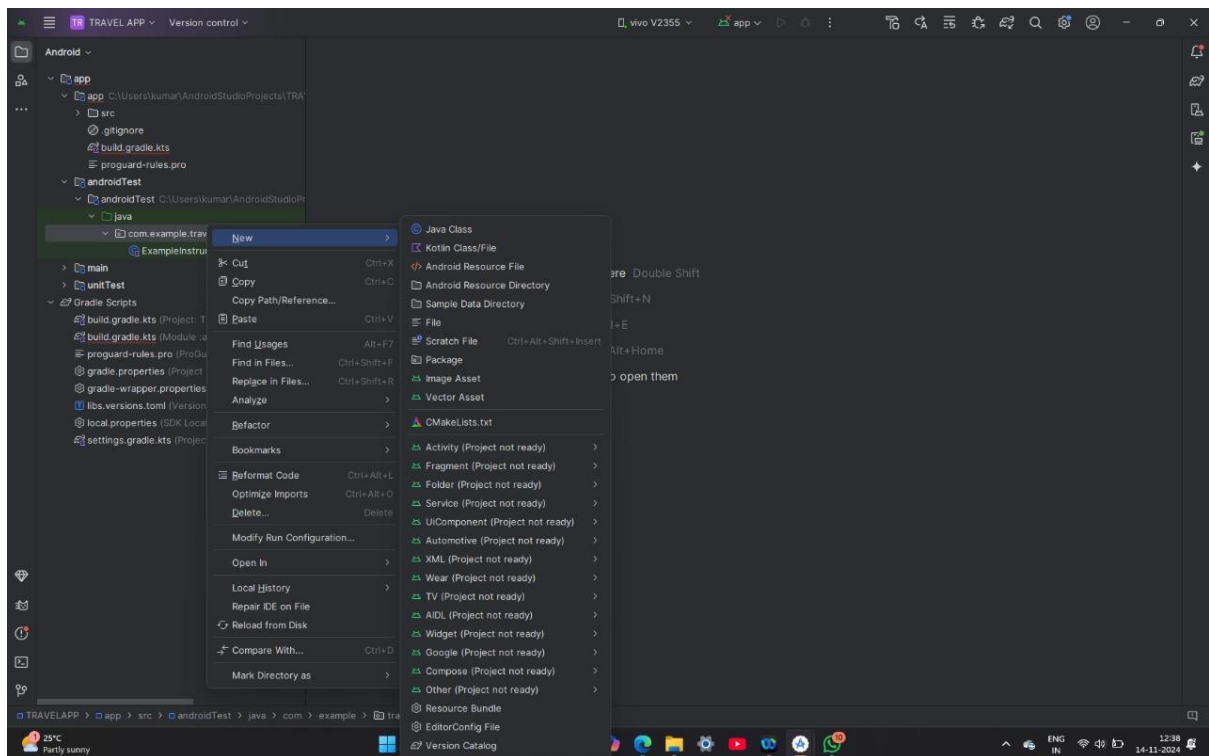 TR TRAVEL APP Version control vivo V2355 app
Android
app
app C:\Users\kumar\AndroidStudioProjects\TRA
src
.gitignore
build.gradle.kts
proguard-rules.pro
androidTest
androidTest C:\Users\kumar\AndroidStudioPr
java
com.example.trav
ExampleInstru
main
unitTest
Gradle Scripts
build.gradle.kts (Project: T
build.gradle.kts (Module :a
proguard-rules.pro (ProGu
gradle.properties (Project
gradle-wrapper.properties
libs.versions.toml (Version
local.properties (SDK Loca
settings.gradle.kts (Projec
New
Cut Ctrl+X
Copy Ctrl+C
Copy Path/Reference...
Paste Ctrl+V
Find Usages Alt+F7
Find in Files... Ctrl+Shift+F
Replace in Files... Ctrl+Shift+R
Analyze
Refactor
Bookmarks
Reformat Code Ctrl+Alt+L
Optimize Imports Ctrl+Alt+O
Delete... Delete
Modify Run Configuration...
Open In
Local History
Repair IDE on File
Reload from Disk
Compare With... Ctrl+D
Mark Directory as
Java Class
Kotlin Class/File
Android Resource File
Android Resource Directory
Sample Data Directory
File
Scratch File Ctrl+Alt+Shift+Insert
Package
Image Asset
Vector Asset
CMakeLists.txt
Activity (Project not ready)
Fragment (Project not ready)
Folder (Project not ready)
Service (Project not ready)
UiComponent (Project not ready)
Automotive (Project not ready)
XML (Project not ready)
Wear (Project not ready)
TV (Project not ready)
AIDL (Project not ready)
Widget (Project not ready)
Google (Project not ready)
Compose (Project not ready)
Other (Project not ready)
Resource Bundle
EditorConfig File
Version Catalog
ere Double Shift
Shift+N
l+E
Alt+Home
o open them
TRAVELAPP > app > src > androidTest > java > com > example > tra
1 25°C
Partly sunny
ENG
IN
12:38
14-11-2024